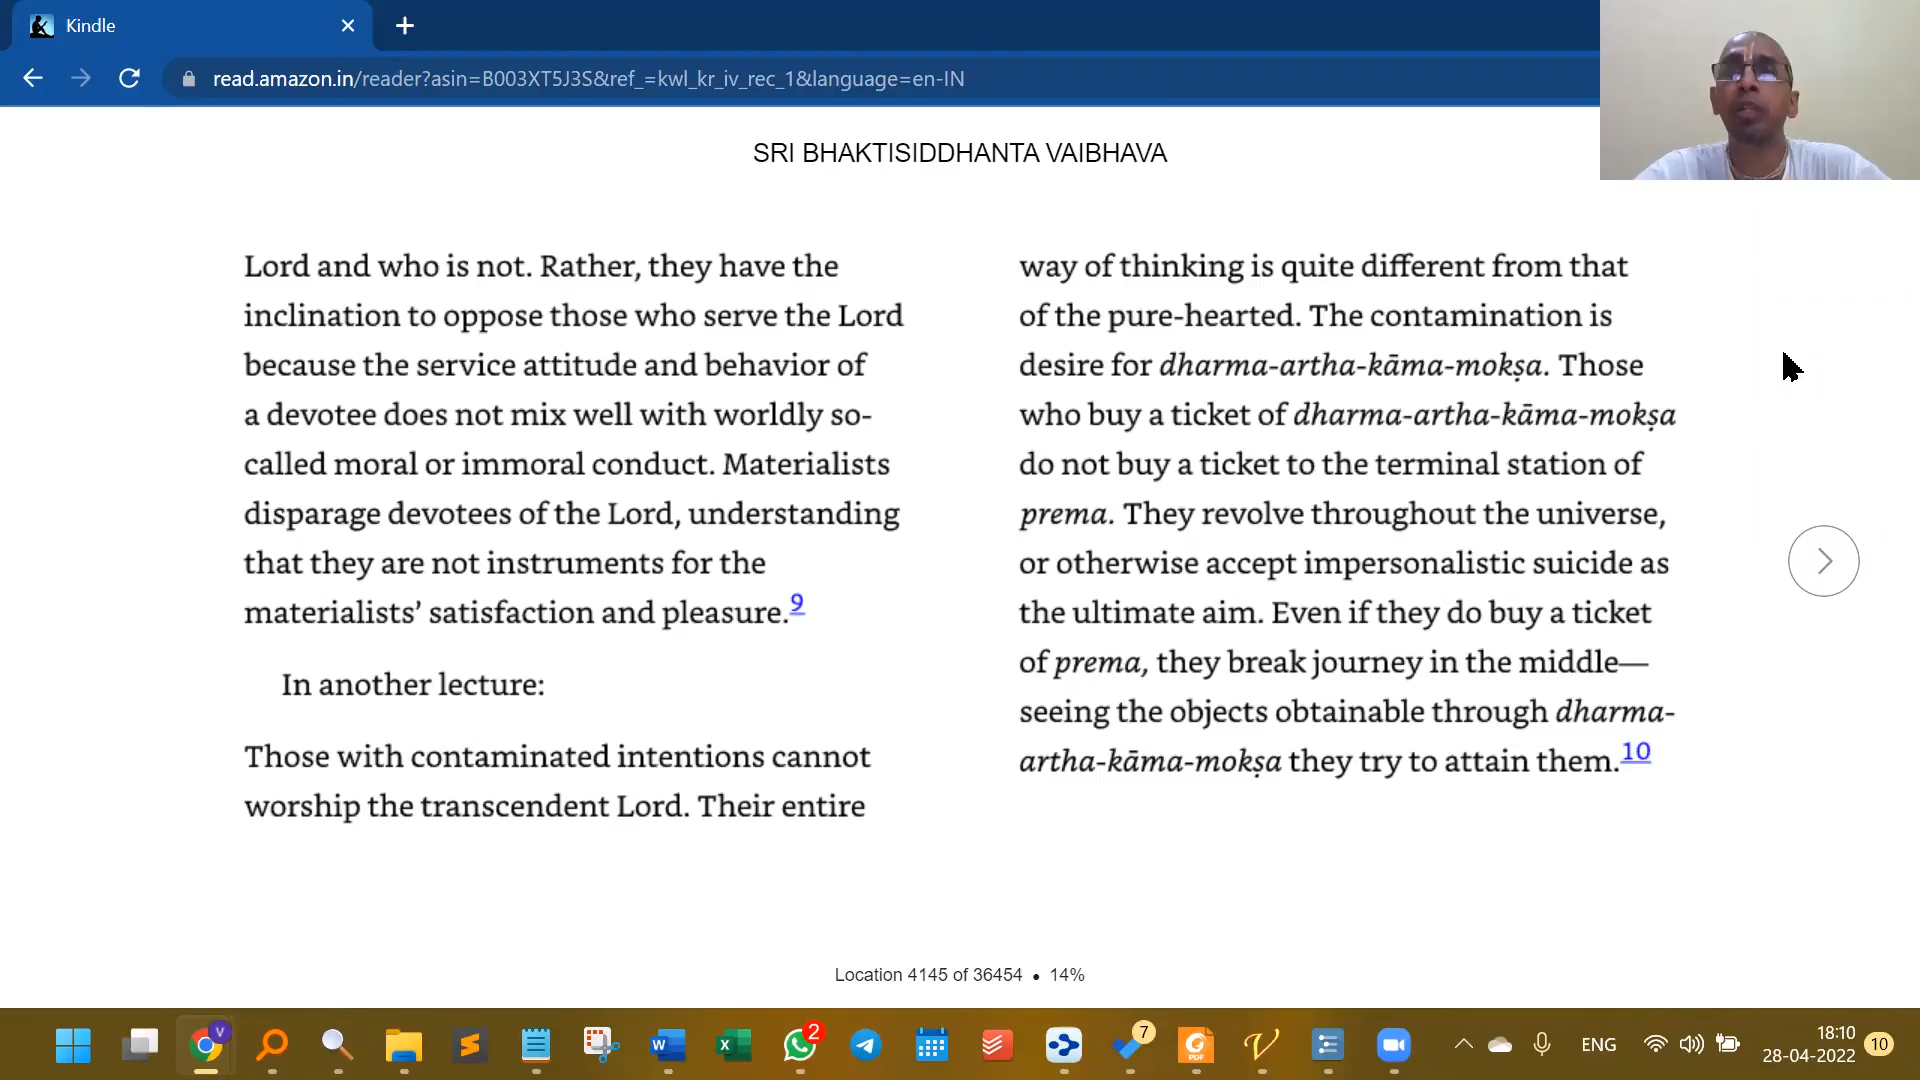 Kindle
read.amazon.in/reader?asin=B003XT5J3S&ref_=kwl_kr_iv_rec_1&language=en-IN
SRI BHAKTISIDDHANTA VAIBHAVA
Lord and who is not. Rather, they have the
inclination to oppose those who serve the Lord
because the service attitude and behavior of
a devotee does not mix well with worldly so-
called moral or immoral conduct. Materialists
disparage devotees of the Lord, understanding
that they are not instruments for the
materialists’ satisfaction and pleasure.9
In another lecture:
Those with contaminated intentions cannot
worship the transcendent Lord. Their entire
way of thinking is quite different from that
of the pure-hearted. The contamination is
desire for dharma-artha-kāma-mokṣa. Those
who buy a ticket of dharma-artha-kāma-mokṣa
do not buy a ticket to the terminal station of
prema. They revolve throughout the universe,
or otherwise accept impersonalistic suicide as
the ultimate aim. Even if they do buy a ticket
of prema, they break journey in the middle—
seeing the objects obtainable through dharma-
artha-kāma-mokṣa they try to attain them.10
Location 4145 of 36454 • 14%
V
W
X
2
7
PDF
ENG
18:10
28-04-2022
10